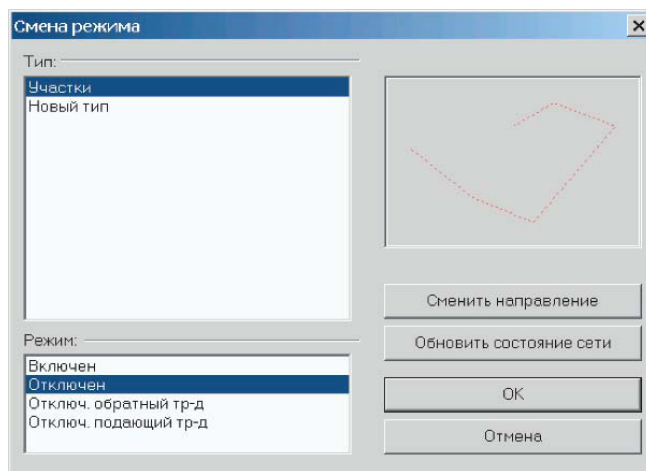 Смена режима
Тип:
Участки
Новый тип
Сменить направление
Обновить состояние сети
Режим:
Включен
Отключен
Отключ. обратный тр-д
Отключ. подающий тр-д
OK
Отмена